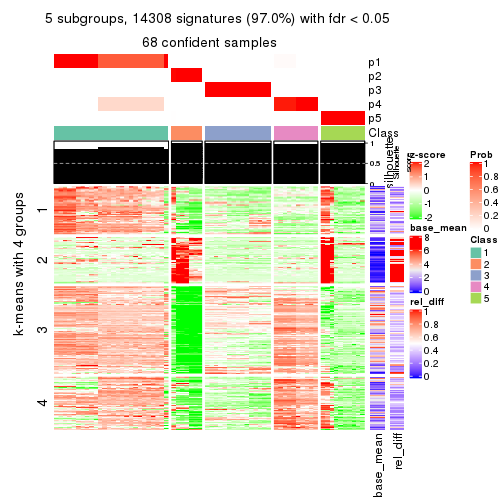 5 subgroups, 14308 signatures (97.0%) with fdr < 0.05
68 confident samples
p1
p2
p3
p4
p5
Class
1
0.5
0
silhouette
Silhouette
score
k-means with 4 groups
1
2
3
4
base_mean
rel_diff
z-score
2
1
0
-1
-2
base_mean
8
6
4
2
0
rel_diff
1
0.8
0.6
0.4
0.2
0
Prob
1
0.8
0.6
0.4
0.2
0
Class
1
2
3
4
5